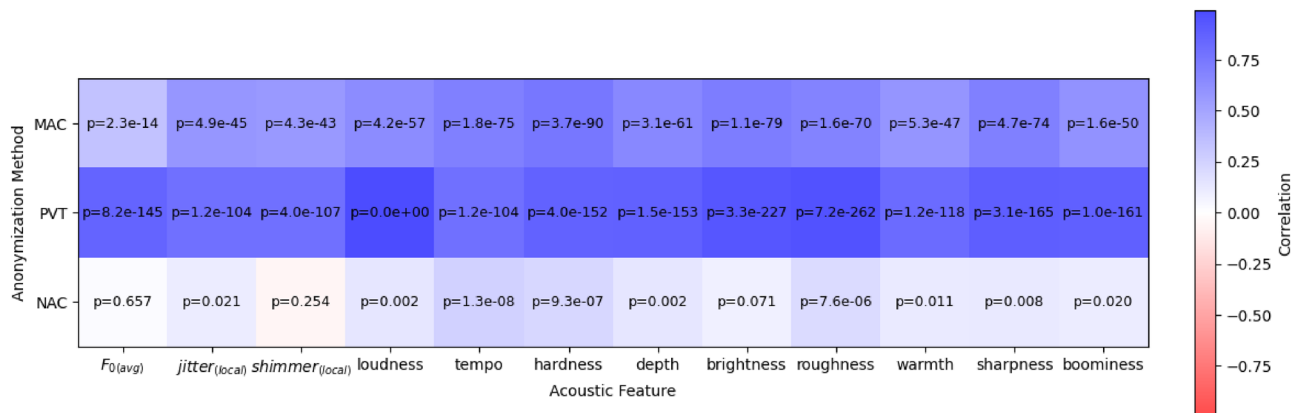 MAC p=2.3e-14 p=4.9e-45 p=4.3e-43 p=4.2e-57 p=1.8e-75 p=3.7e-90 p=3.1e-61 p=1.1e-79 p=1.6e-70 p=5.3e-47 p=4.7e-74 p=1.6e-50
PVT p=8.2e-145 p=1.2e-104 p=4.0e-107 p=0.0e+00 p=1.2e-104 p=4.0e-152 p=1.5e-153 p=3.3e-227 p=7.2e-262 p=1.2e-118 p=3.1e-165 p=1.0e-161
NAC p=0.657 p=0.021 p=0.254 p=0.002 p=1.3e-08 p=9.3e-07 p=0.002 p=0.071 p=7.6e-06 p=0.011 p=0.008 p=0.020
F0(avg) jitter(local) shimmer(local) loudness tempo hardness depth brightness roughness warmth sharpness boominess
Acoustic Feature
Anonymization Method
0.75
0.50
0.25
0.00
−0.25
−0.50
−0.75
Correlation